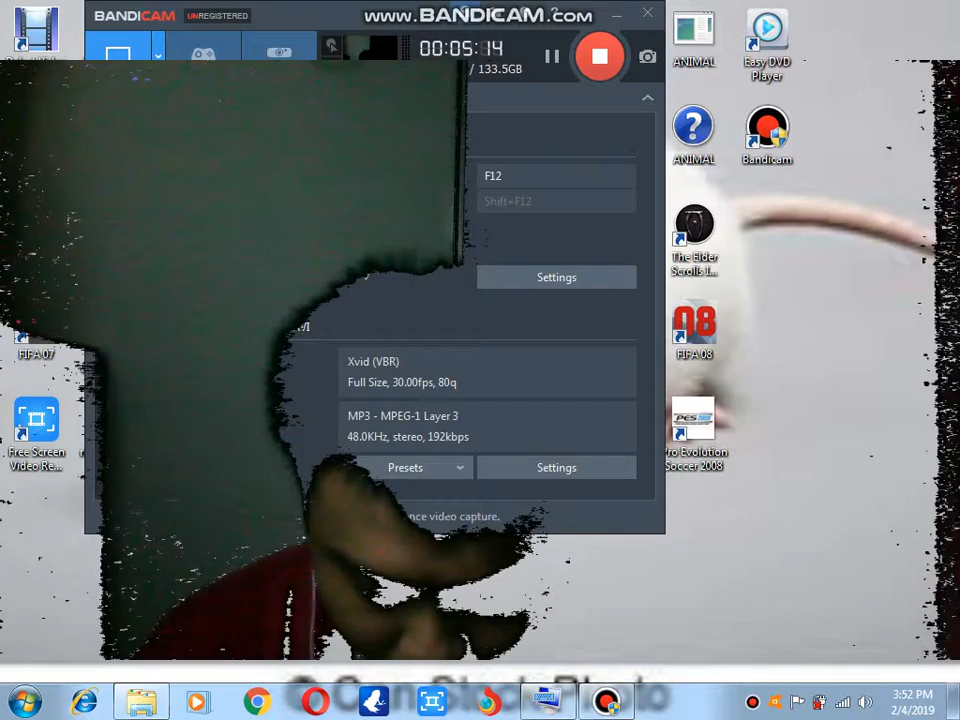 BANDICAM UNREGISTERED
www.BANDICAM.com
00:05:14
/ 133.5GB
F12
Shift+F12
Settings
Xvid (VBR)
Full Size, 30.00fps, 80q
MP3 - MPEG-1 Layer 3
48.0KHz, stereo, 192kbps
Presets
Settings
video capture.
ANIMAL
Easy DVD
Player
ANIMAL
Bandicam
The Elder
Scrolls I...
FIFA 07
FIFA 08
Free Screen
Video Re...
Pro Evolution
Soccer 2008
3:52 PM
2/4/2019